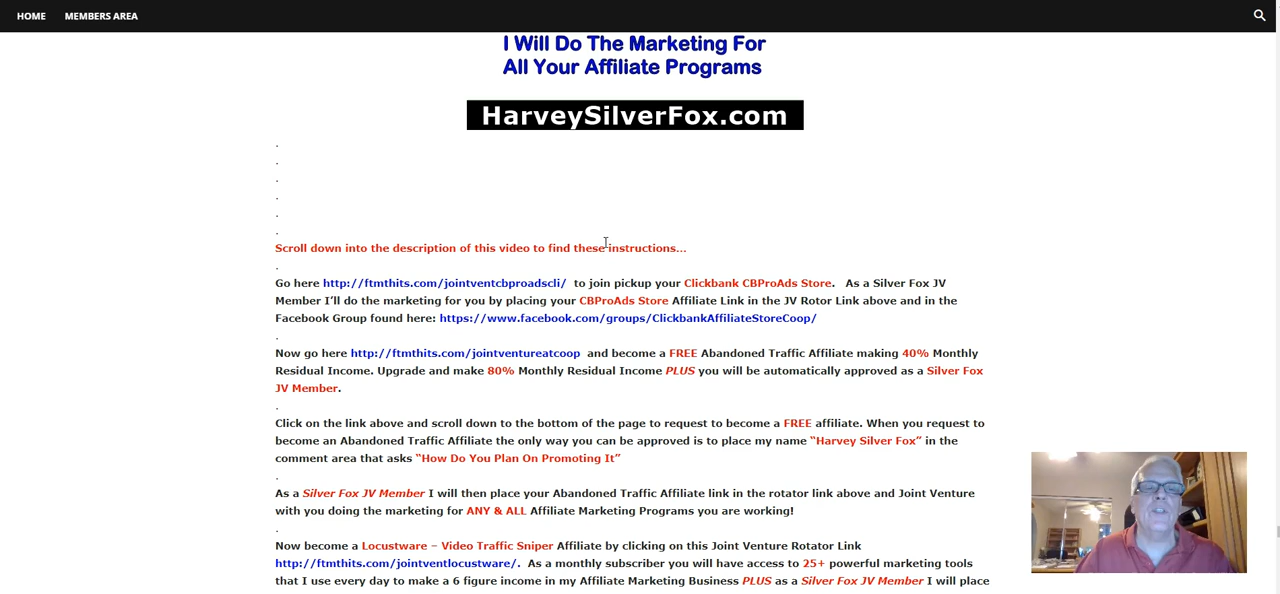 HOME MEMBERS AREA
I Will Do The Marketing For
All Your Affiliate Programs
HarveySilverFox.com
.
.
.
.
.
.
Scroll down into the description of this video to find these instructions...
.
Go here http://ftmthits.com/jointventcbproadscli/ to join pickup your Clickbank CBProAds Store. As a Silver Fox JV
Member I'll do the marketing for you by placing your CBProAds Store Affiliate Link in the JV Rotor Link above and in the
Facebook Group found here: https://www.facebook.com/groups/ClickbankAffiliateStoreCoop/
.
Now go here http://ftmthits.com/jointventureatcoop and become a FREE Abandoned Traffic Affiliate making 40% Monthly
Residual Income. Upgrade and make 80% Monthly Residual Income PLUS you will be automatically approved as a Silver Fox
JV Member.
.
Click on the link above and scroll down to the bottom of the page to request to become a FREE affiliate. When you request to
become an Abandoned Traffic Affiliate the only way you can be approved is to place my name “Harvey Silver Fox” in the
comment area that asks “How Do You Plan On Promoting It”
.
As a Silver Fox JV Member I will then place your Abandoned Traffic Affiliate link in the rotator link above and Joint Venture
with you doing the marketing for ANY & ALL Affiliate Marketing Programs you are working!
.
Now become a Locustware – Video Traffic Sniper Affiliate by clicking on this Joint Venture Rotator Link
http://ftmthits.com/jointventlocustware/. As a monthly subscriber you will have access to 25+ powerful marketing tools
that I use every day to make a 6 figure income in my Affiliate Marketing Business PLUS as a Silver Fox JV Member I will place